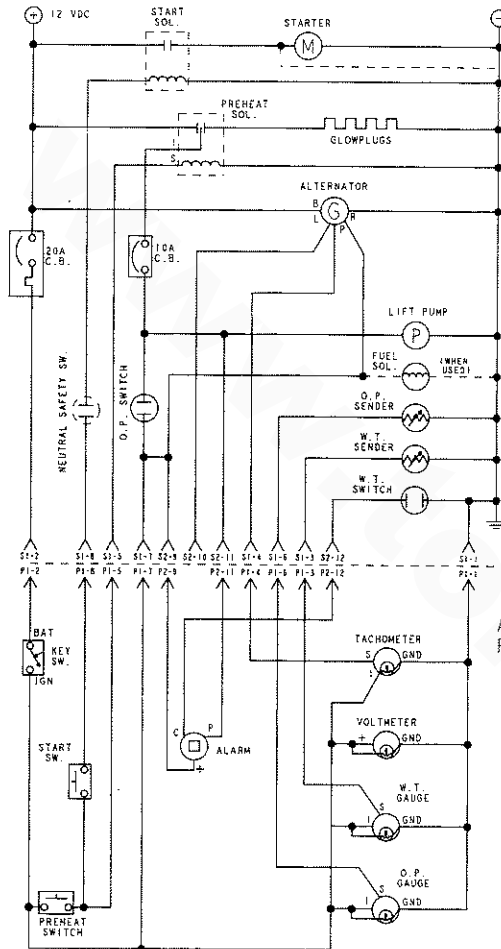 + 12 VDC
START
SOL.
STARTER
M
PREHEAT
SOL.
GLOWPLUGS
S
ALTERNATOR
B
G
R
L
P
20A
C.B.
10A
C.B.
LIFT PUMP
P
FUEL
SOL.
(WHEN
USED)
NEUTRAL SAFETY SW.
O.P. SWITCH
O.P.
SENDER
W.T.
SENDER
W.T.
SWITCH
S1-2 S1-8 S1-5 S1-7 S2-9 S2-10 S2-11 S1-4 S1-6 S1-3 S2-12 S1-1
P1-2 P1-8 P1-5 P1-7 P2-9 P2-11 P1-4 P1-6 P1-3 P2-12 P1-1
BAT
KEY
SW.
IGN
TACHOMETER
S GND
I
VOLTMETER
+ GND
C P
ALARM
+
START
SW.
W.T.
GAUGE
S
I GND
O.P.
GAUGE
S
I GND
PREHEAT
SWITCH